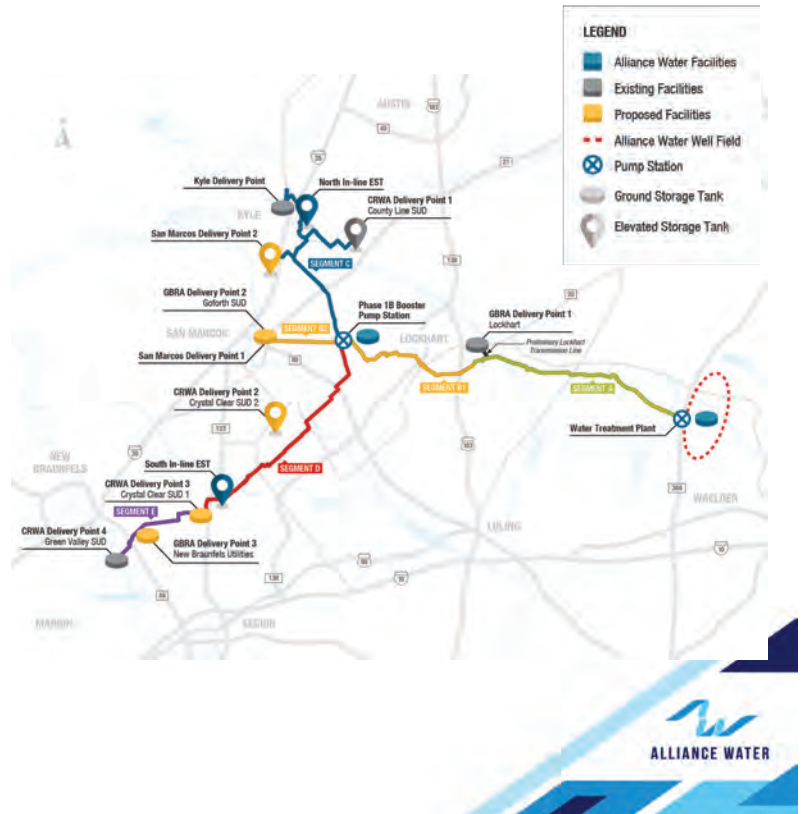 LEGEND
Alliance Water Facilities
Existing Facilities
Proposed Facilities
Alliance Water Well Field
Pump Station
Ground Storage Tank
Elevated Storage Tank
AUSTIN
Kyle Delivery Point
North In-line EST
CRWA Delivery Point 1
County Line SUD
KYLE
San Marcos Delivery Point 2
SEGMENT C
130
GBRA Delivery Point 2
Goforth SUD
Phase 1B Booster
Pump Station
GBRA Delivery Point 1
Lockhart
SAN MARCOS
SEGMENT B2
LOCKHART
Preliminary Lockhart
Transmission Line
San Marcos Delivery Point 1
SEGMENT B1
SEGMENT A
CRWA Delivery Point 2
Crystal Clear SUD 2
123
Water Treatment Plant
NEW
BRAUNFELS
South In-line EST
SEGMENT D
CRWA Delivery Point 3
Crystal Clear SUD 1
304
WAELDER
SEGMENT E
LULING
CRWA Delivery Point 4
Green Valley SUD
GBRA Delivery Point 3
New Braunfels Utilities
10
130
10
MARION
SEGUIN
ALLIANCE WATER